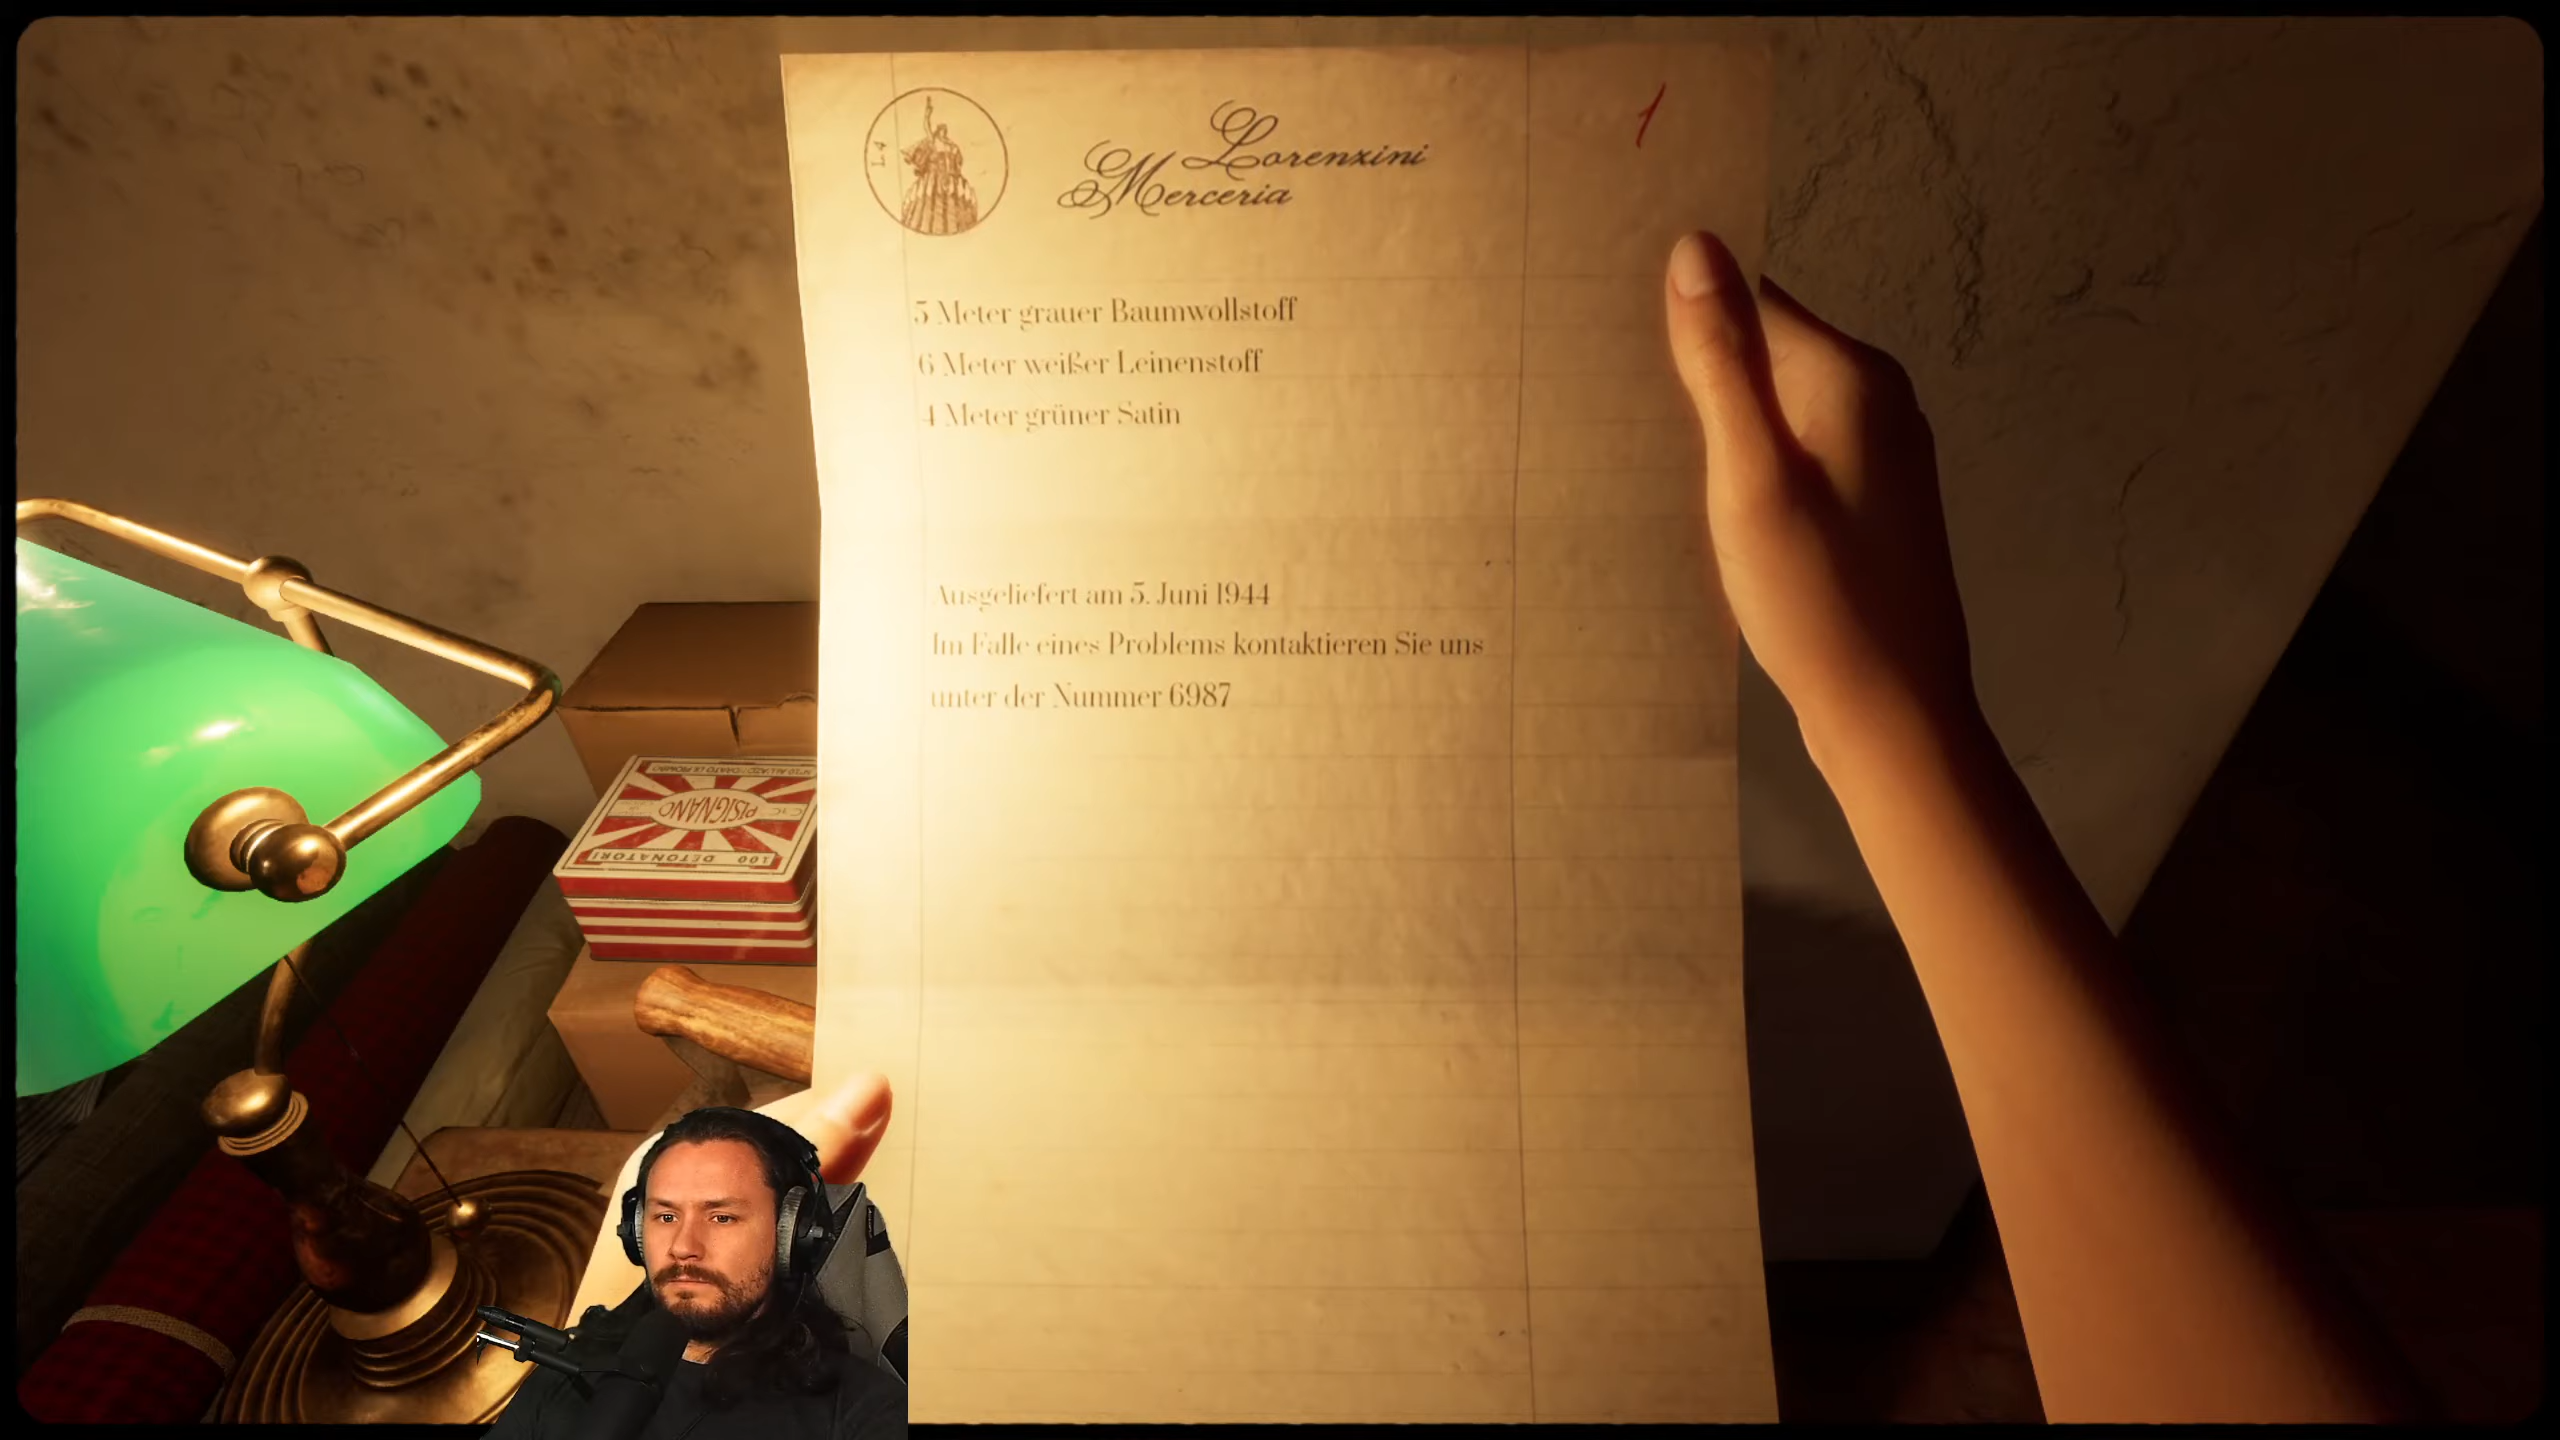 L4
Lorenzini
Merceria
1
5 Meter grauer Baumwollstoff
6 Meter weißer Leinenstoff
4 Meter grüner Satin
Ausgeliefert am 5. Juni 1944
Im Falle eines Problems kontaktieren Sie uns
unter der Nummer 6987
PISIGNANO
100 DETONATORI